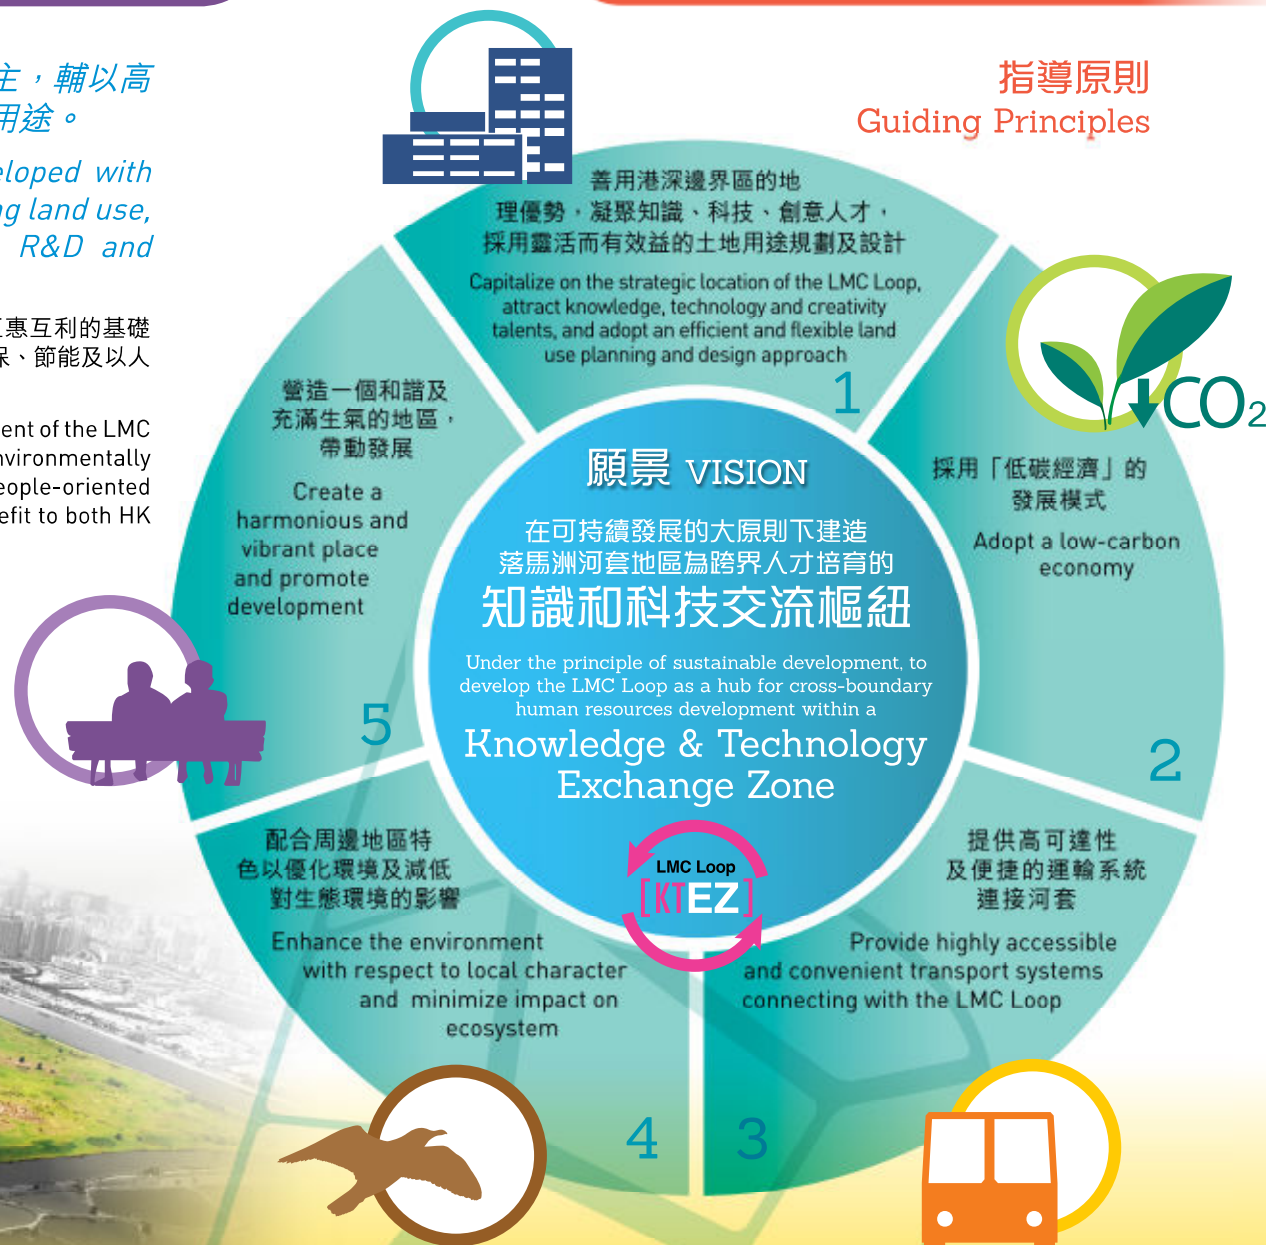 主，輔以高
用途。
eloped with
ng land use,
R&D and
互惠互利的基礎
保、節能及以人
ent of the LMC
nvironmentally
eople-oriented
efit to both HK
指導原則
Guiding Principles
善用港深邊界區的地
理優勢，凝聚知識、科技、創意人才，
採用靈活而有效益的土地用途規劃及設計
Capitalize on the strategic location of the LMC Loop,
attract knowledge, technology and creativity
talents, and adopt an efficient and flexible land
use planning and design approach
1
CO2
採用「低碳經濟」的
發展模式
Adopt a low-carbon
economy
2
提供高可達性
及便捷的運輸系統
連接河套
Provide highly accessible
and convenient transport systems
connecting with the LMC Loop
3
配合周邊地區特
色以優化環境及減低
對生態環境的影響
Enhance the environment
with respect to local character
and minimize impact on
ecosystem
4
營造一個和諧及
充滿生氣的地區，
帶動發展
Create a
harmonious and
vibrant place
and promote
development
5
願景 VISION
在可持續發展的大原則下建造
落馬洲河套地區為跨界人才培育的
知識和科技交流樞紐
Under the principle of sustainable development, to
develop the LMC Loop as a hub for cross-boundary
human resources development within a
Knowledge & Technology
Exchange Zone
LMC Loop
[KTEZ]